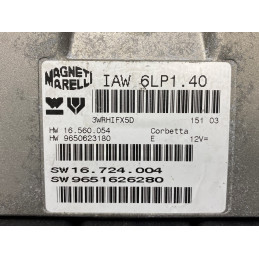 MAGNETI MARELLI IAW 6LP1.40
3WRHIFX5D 151 03
HW 16.560.054 Corbetta
HW 9650623180 E 12V=
SW16.724.004
SW9651626280